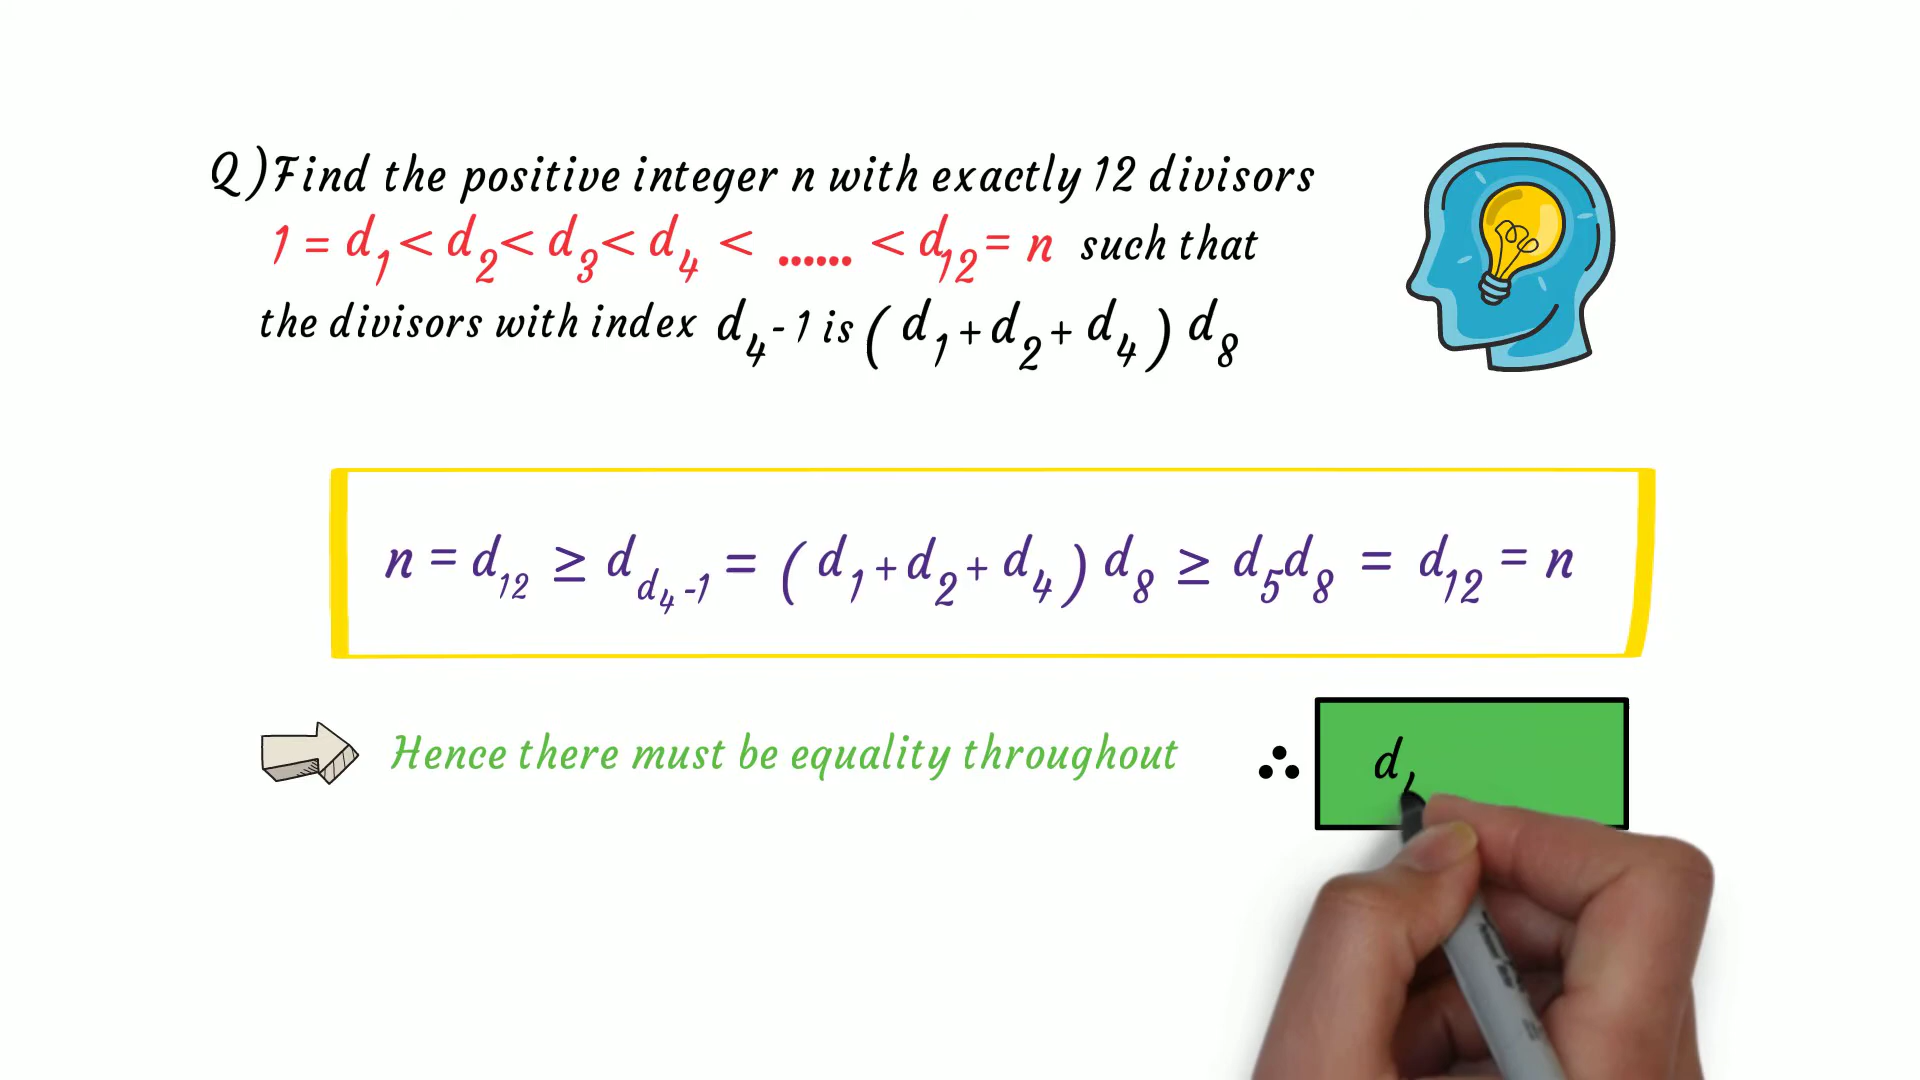 Q) Find the positive integer n with exactly 12 divisors
1 = d₁ < d₂ < d₃ < d₄ < ...... < d₁₂ = n such that
the divisors with index d₄ - 1 is (d₁ + d₂ + d₄) d₈
n = d₁₂ ≥ d_{d₄-1} = (d₁ + d₂ + d₄) d₈ ≥ d₅d₈ = d₁₂ = n
Hence there must be equality throughout ∴ d